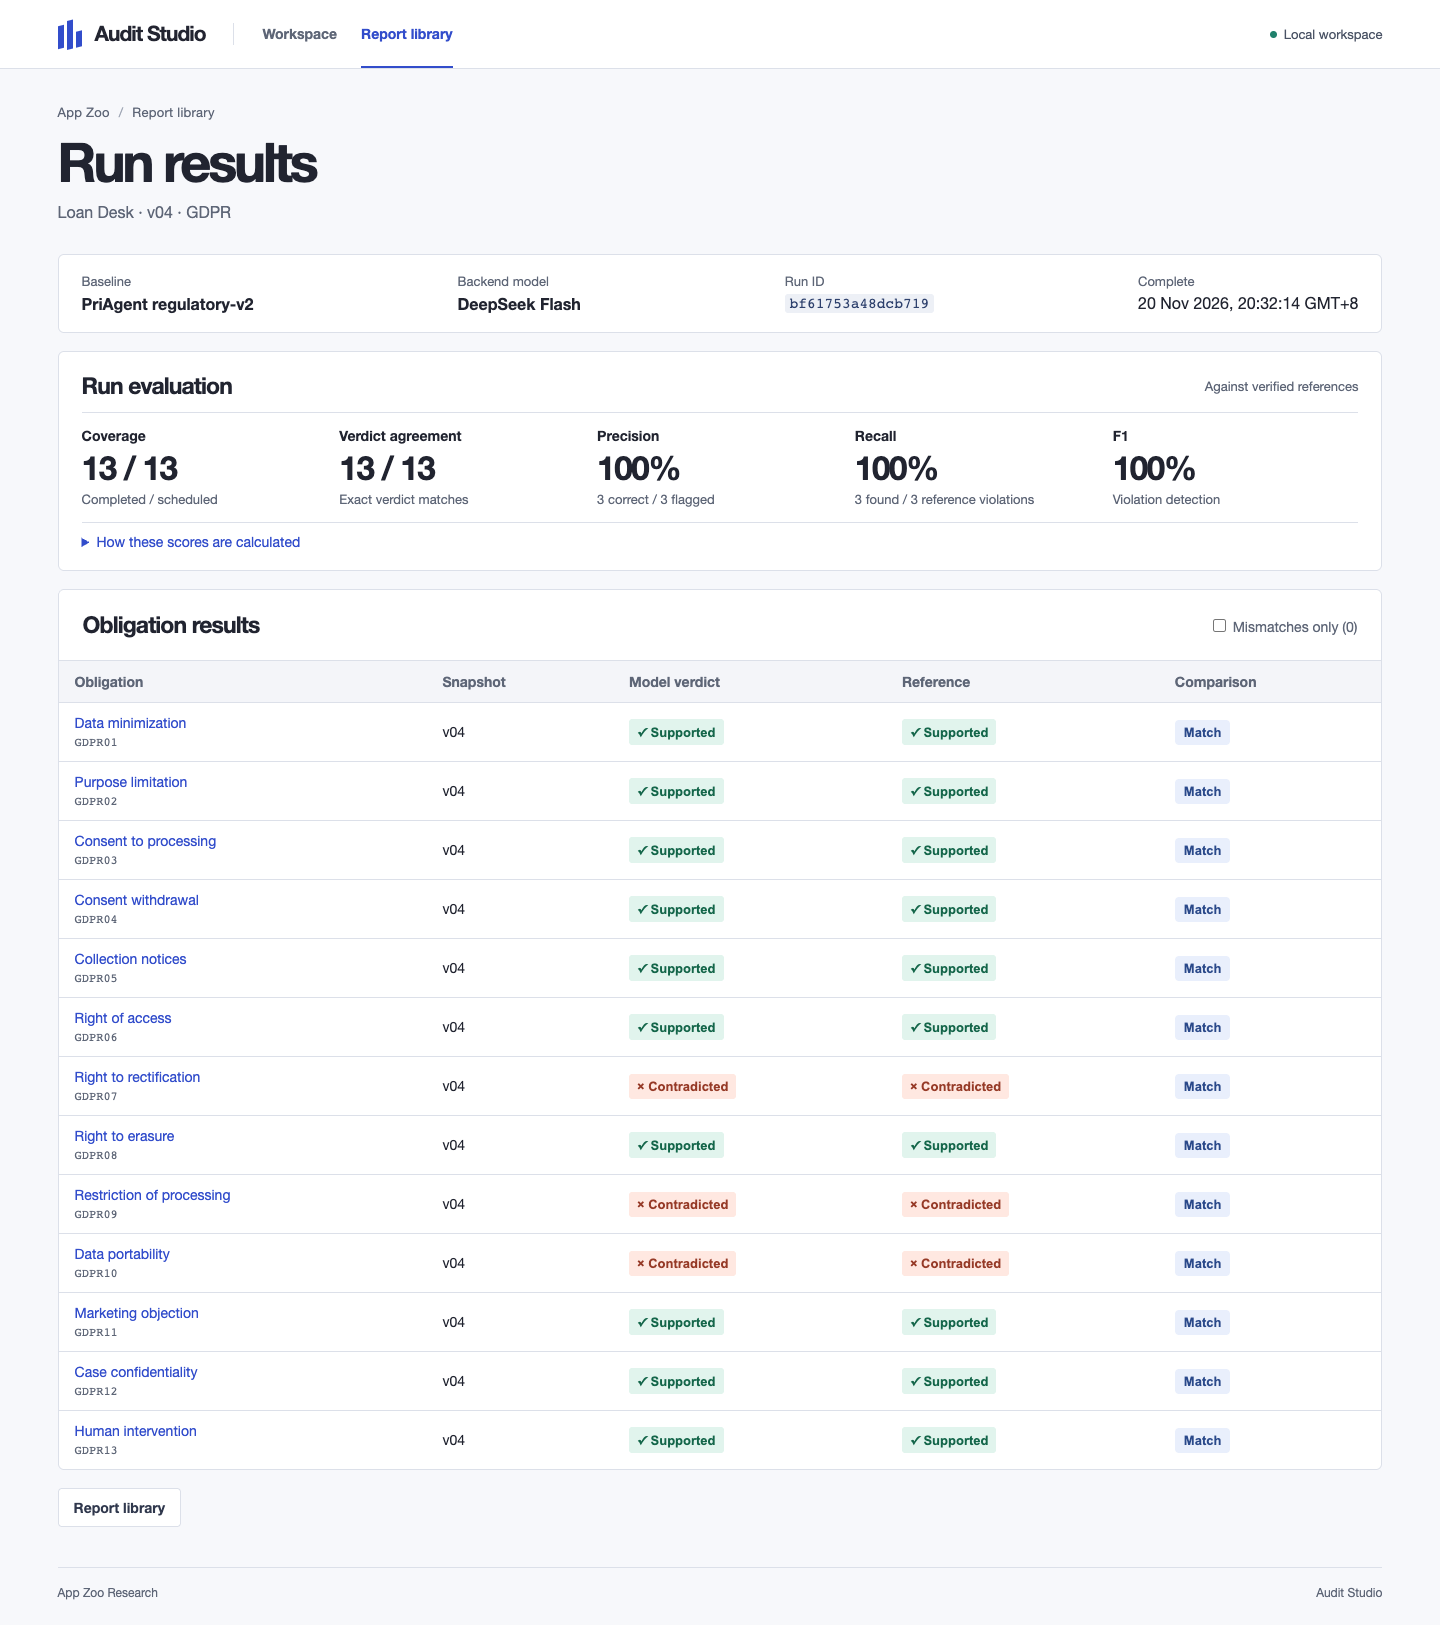 Audit Studio
Workspace
Report library
Local workspace
App Zoo / Report library
Run results
Loan Desk · v04 · GDPR
Baseline
PriAgent regulatory-v2
Backend model
DeepSeek Flash
Run ID
bf61753a48dcb719
Complete
20 Nov 2026, 20:32:14 GMT+8
Run evaluation
Against verified references
Coverage
13 / 13
Completed / scheduled
Verdict agreement
13 / 13
Exact verdict matches
Precision
100%
3 correct / 3 flagged
Recall
100%
3 found / 3 reference violations
F1
100%
Violation detection
▶ How these scores are calculated
Obligation results
Mismatches only (0)
Obligation Snapshot Model verdict Reference Comparison
Data minimization
GDPR01
v04 ✓ Supported ✓ Supported Match
Purpose limitation
GDPR02
v04 ✓ Supported ✓ Supported Match
Consent to processing
GDPR03
v04 ✓ Supported ✓ Supported Match
Consent withdrawal
GDPR04
v04 ✓ Supported ✓ Supported Match
Collection notices
GDPR05
v04 ✓ Supported ✓ Supported Match
Right of access
GDPR06
v04 ✓ Supported ✓ Supported Match
Right to rectification
GDPR07
v04 × Contradicted × Contradicted Match
Right to erasure
GDPR08
v04 ✓ Supported ✓ Supported Match
Restriction of processing
GDPR09
v04 × Contradicted × Contradicted Match
Data portability
GDPR10
v04 × Contradicted × Contradicted Match
Marketing objection
GDPR11
v04 ✓ Supported ✓ Supported Match
Case confidentiality
GDPR12
v04 ✓ Supported ✓ Supported Match
Human intervention
GDPR13
v04 ✓ Supported ✓ Supported Match
Report library
App Zoo Research
Audit Studio